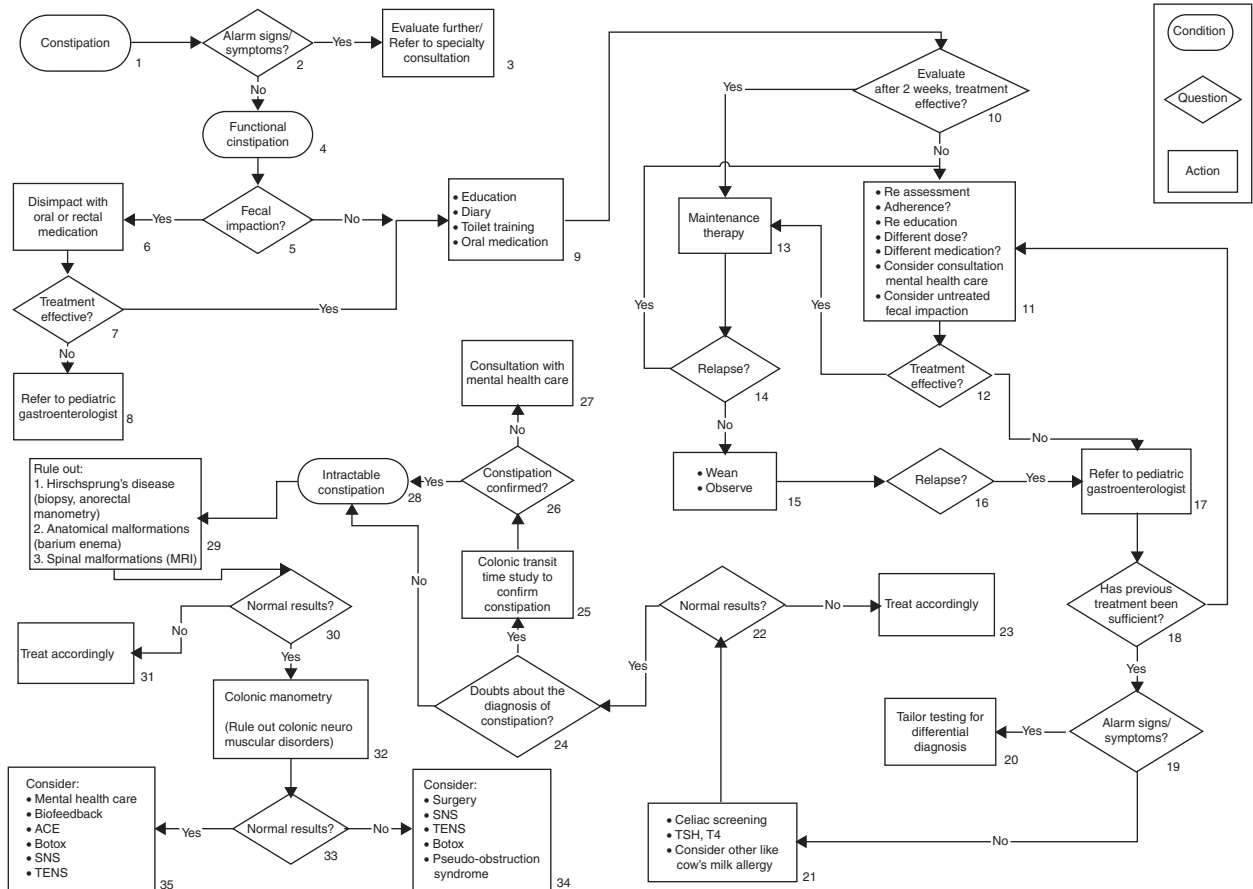 Constipation
1
Alarm signs/
symptoms?
2
Yes
Evaluate further/
Refer to specialty
consultation
3
No
Functional
cinstipation
4
Fecal
impaction?
5
Yes
No
Disimpact with
oral or rectal
medication
6
Treatment
effective?
7
Yes
No
Refer to pediatric
gastroenterologist
8
• Education
• Diary
• Toilet training
• Oral medication
9
Evaluate
after 2 weeks, treatment
effective?
10
Yes
No
• Re assessment
• Adherence?
• Re education
• Different dose?
• Different medication?
• Consider consultation
mental health care
• Consider untreated
fecal impaction
11
Treatment
effective?
12
Yes
No
Maintenance
therapy
13
Relapse?
14
Yes
No
• Wean
• Observe
15
Relapse?
16
Yes
Refer to pediatric
gastroenterologist
17
Has previous
treatment been
sufficient?
18
Yes
Alarm signs/
symptoms?
19
Yes
Tailor testing for
differential
diagnosis
20
No
• Celiac screening
• TSH, T4
• Consider other like
cow's milk allergy
21
Normal results?
22
No
Treat accordingly
23
Yes
Doubts about the
diagnosis of
constipation?
24
Yes
No
Colonic transit
time study to
confirm
constipation
25
Constipation
confirmed?
26
No
Consultation with
mental health care
27
Yes
Intractable
constipation
28
Rule out:
1. Hirschsprung's disease
(biopsy, anorectal
manometry)
2. Anatomical malformations
(barium enema)
3. Spinal malformations (MRI)
29
Normal results?
30
No
Treat accordingly
31
Yes
Colonic manometry
(Rule out colonic neuro
muscular disorders)
32
Normal results?
33
No
Consider:
• Surgery
• SNS
• TENS
• Botox
• Pseudo-obstruction
syndrome
34
Yes
Consider:
• Mental health care
• Biofeedback
• ACE
• Botox
• SNS
• TENS
35
Condition
Question
Action